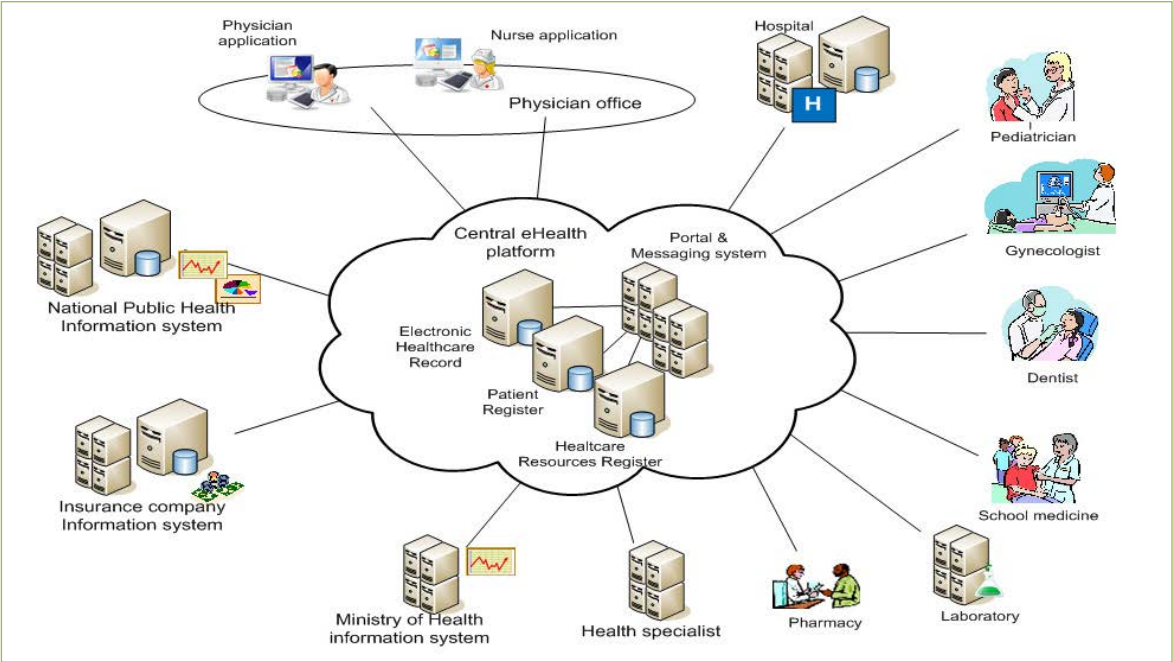 Physician
application
Nurse application
Physician office
Hospital
H
Pediatrician
Gynecologist
Dentist
School medicine
Laboratory
Pharmacy
Health specialist
Ministry of Health
information system
Insurance company
Information system
National Public Health
Information system
Central eHealth
platform
Portal &
Messaging system
Electronic
Healthcare
Record
Patient
Register
Healtcare
Resources Register